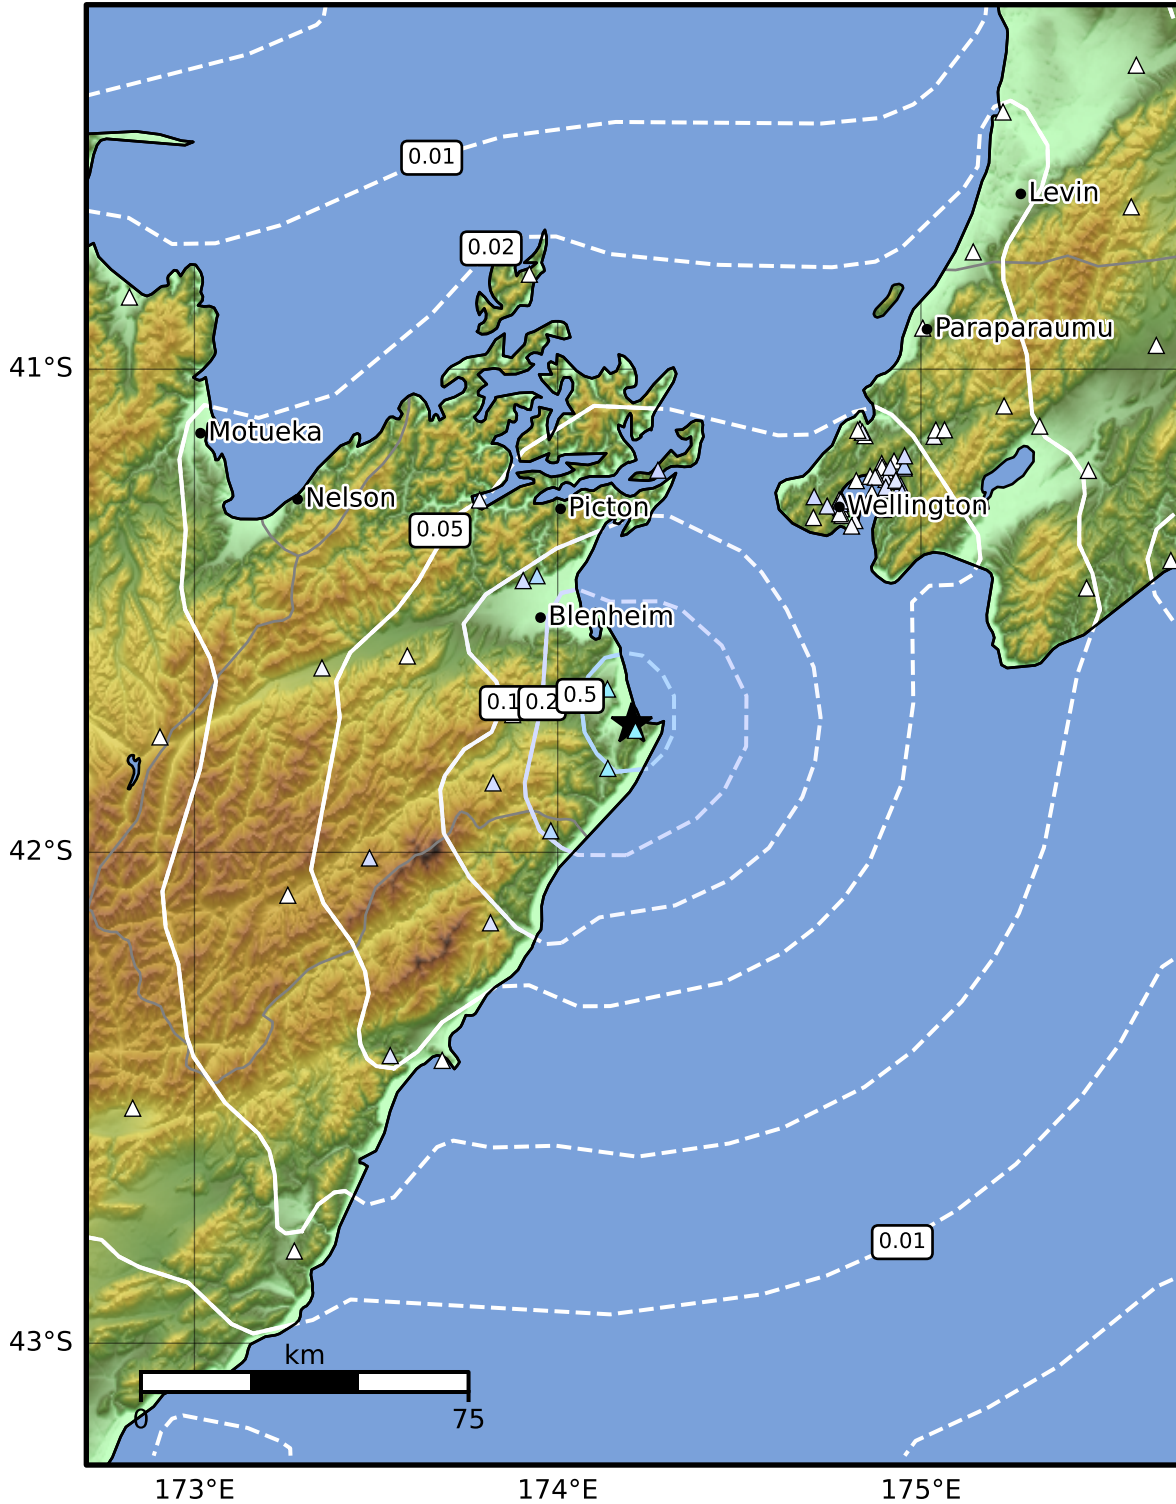 0.01
Levin
0.02
Paraparaumu
41°S
Motueka
Nelson
Picton
Wellington
0.05
Blenheim
0.1
0.2
0.5
42°S
0.01
43°S
km
0
75
173°E
174°E
175°E